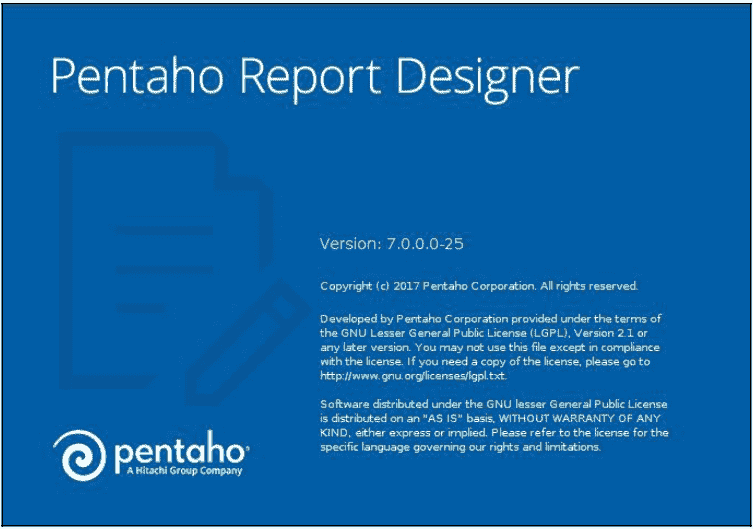 Pentaho Report Designer
Version: 7.0.0.0-25
Copyright (c) 2017 Pentaho Corporation. All rights reserved.
Developed by Pentaho Corporation provided under the terms of
the GNU Lesser General Public License (LGPL), Version 2.1 or
any later version. You may not use this file except in compliance
with the license. If you need a copy of the license, please go to
http://www.gnu.org/licenses/lgpl.txt.
Software distributed under the GNU lesser General Public License
is distributed on an "AS IS" basis, WITHOUT WARRANTY OF ANY
KIND, either express or implied. Please refer to the license for the
specific language governing our rights and limitations.
pentaho
A Hitachi Group Company